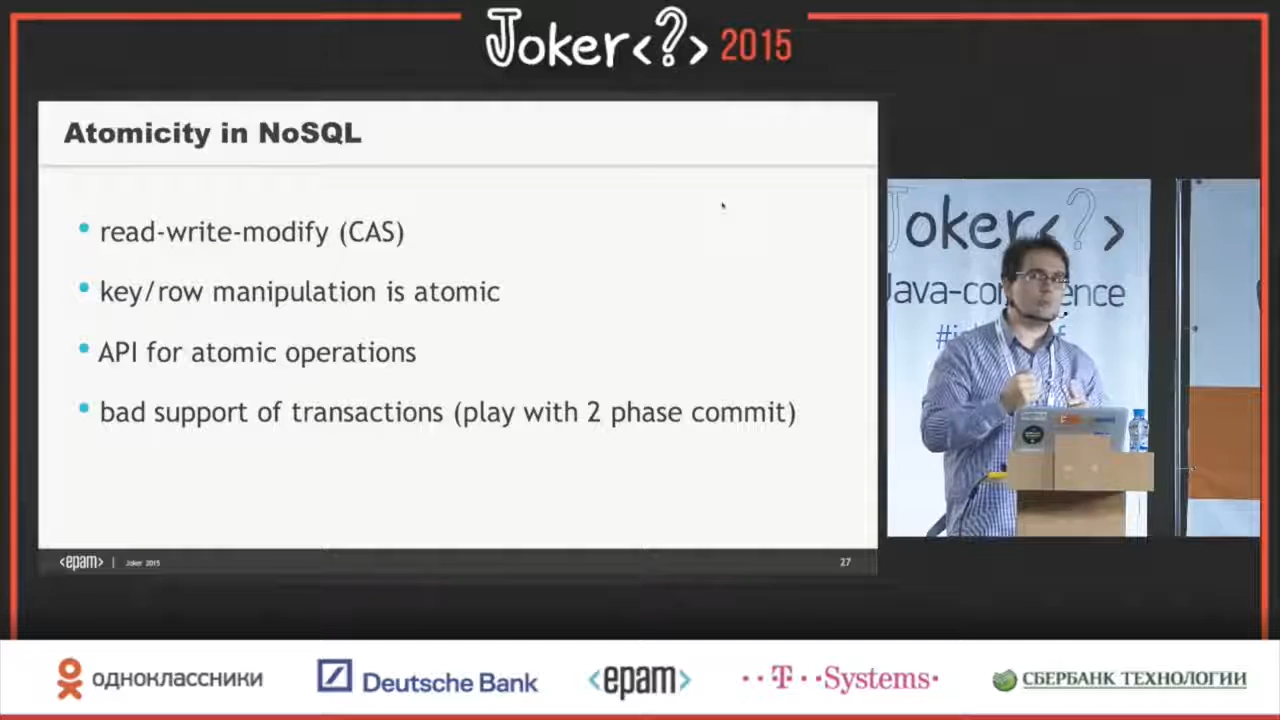 Joker<?> 2015
Atomicity in NoSQL
• read-write-modify (CAS)
• key/row manipulation is atomic
• API for atomic operations
• bad support of transactions (play with 2 phase commit)
<epam> | Joker 2015
27
Joker<?>
Java-con ence
одноклассники
Deutsche Bank
<epam>
T Systems
СБЕРБАНК ТЕХНОЛОГИИ